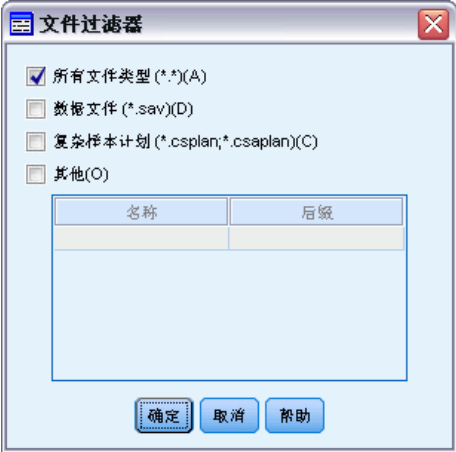 文件过滤器
所有文件类型 (*.*)(A)
数据文件 (*.sav)(D)
复杂样本计划 (*.csplan;*.csaplan)(C)
其他(O)
名称 后缀
确定 取消 帮助